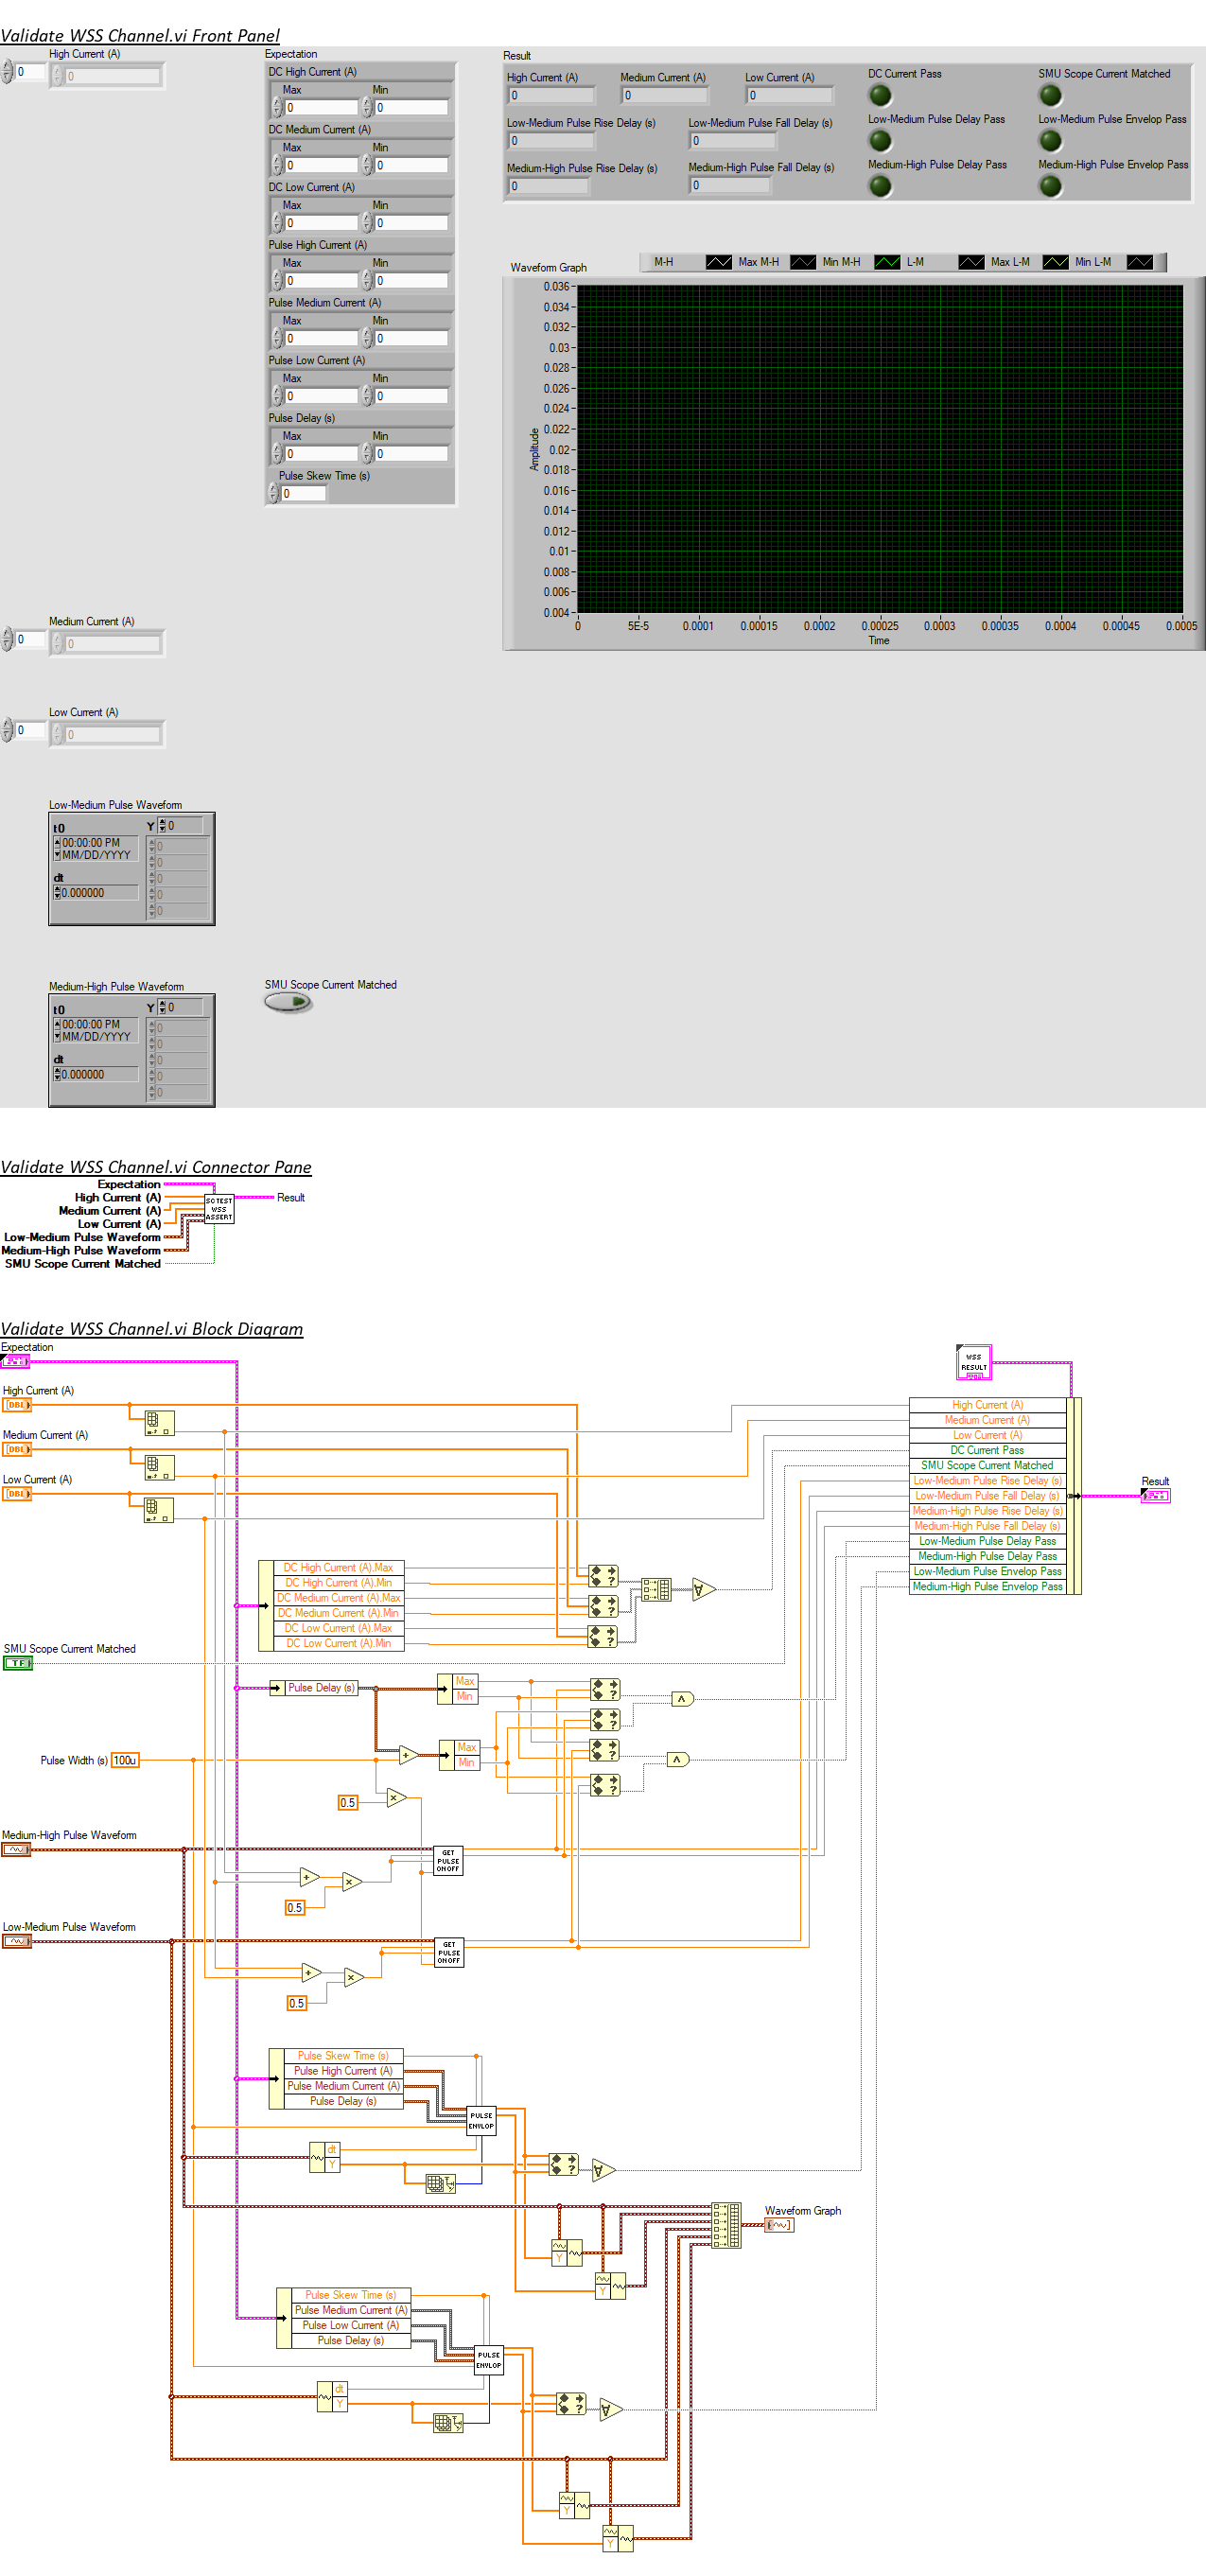 Validate WSS Channel.vi Front Panel
High Current (A)
0
0
Expectation
DC High Current (A)
Max Min
0 0
DC Medium Current (A)
Max Min
0 0
DC Low Current (A)
Max Min
0 0
Pulse High Current (A)
Max Min
0 0
Pulse Medium Current (A)
Max Min
0 0
Pulse Low Current (A)
Max Min
0 0
Pulse Delay (s)
Max Min
0 0
Pulse Skew Time (s)
0
Result
High Current (A) Medium Current (A) Low Current (A) DC Current Pass SMU Scope Current Matched
0 0 0
Low-Medium Pulse Rise Delay (s) Low-Medium Pulse Fall Delay (s) Low-Medium Pulse Delay Pass Low-Medium Pulse Envelop Pass
0 0
Medium-High Pulse Rise Delay (s) Medium-High Pulse Fall Delay (s) Medium-High Pulse Delay Pass Medium-High Pulse Envelop Pass
0 0
Waveform Graph
M-H Max M-H Min M-H L-M Max L-M Min L-M
0.036
0.034
0.032
0.03
0.028
0.026
0.024
0.022
0.02
0.018
0.016
0.014
0.012
0.01
0.008
0.006
0.004
Amplitude
0 5E-5 0.0001 0.00015 0.0002 0.00025 0.0003 0.00035 0.0004 0.00045 0.0005
Time
Medium Current (A)
0
0
Low Current (A)
0
0
Low-Medium Pulse Waveform
t0 Y 0
00:00:00 PM 0
MM/DD/YYYY 0
dt 0
0.000000 0
0
Medium-High Pulse Waveform
t0 Y 0
00:00:00 PM 0
MM/DD/YYYY 0
dt 0
0.000000 0
0
SMU Scope Current Matched
Validate WSS Channel.vi Connector Pane
Expectation
High Current (A)
Medium Current (A)
Low Current (A)
Low-Medium Pulse Waveform
Medium-High Pulse Waveform
SMU Scope Current Matched
SOTEST
WSS
ASSERT
Result
Validate WSS Channel.vi Block Diagram
Expectation
High Current (A)
DBL
Medium Current (A)
DBL
Low Current (A)
DBL
WSS
RESULT
High Current (A)
Medium Current (A)
Low Current (A)
DC Current Pass
SMU Scope Current Matched
Low-Medium Pulse Rise Delay (s)
Low-Medium Pulse Fall Delay (s)
Medium-High Pulse Rise Delay (s)
Medium-High Pulse Fall Delay (s)
Low-Medium Pulse Delay Pass
Medium-High Pulse Delay Pass
Low-Medium Pulse Envelop Pass
Medium-High Pulse Envelop Pass
Result
DC High Current (A).Max
DC High Current (A).Min
DC Medium Current (A).Max
DC Medium Current (A).Min
DC Low Current (A).Max
DC Low Current (A).Min
SMU Scope Current Matched
TF
Pulse Delay (s)
Max
Min
Max
Min
Pulse Width (s) 100u
0.5
Medium-High Pulse Waveform
GET
PULSE
ONOFF
0.5
Low-Medium Pulse Waveform
GET
PULSE
ONOFF
0.5
Pulse Skew Time (s)
Pulse High Current (A)
Pulse Medium Current (A)
Pulse Delay (s)
PULSE
ENVLOP
dt
Y
Waveform Graph
Y
Y
Pulse Skew Time (s)
Pulse Medium Current (A)
Pulse Low Current (A)
Pulse Delay (s)
PULSE
ENVLOP
dt
Y
Y
Y